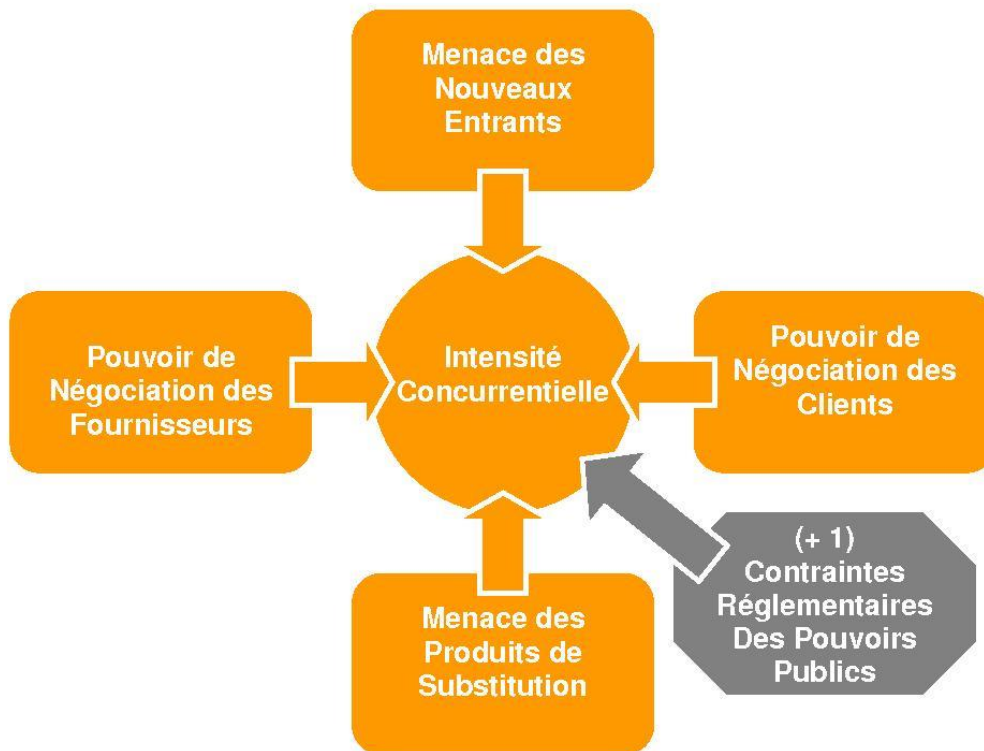 Menace des
Nouveaux
Entrants
Pouvoir de
Négociation des
Fournisseurs
Intensité
Concurrentielle
Pouvoir de
Négociation des
Clients
Menace des
Produits de
Substitution
(+ 1)
Contraintes
Réglementaires
Des Pouvoirs
Publics